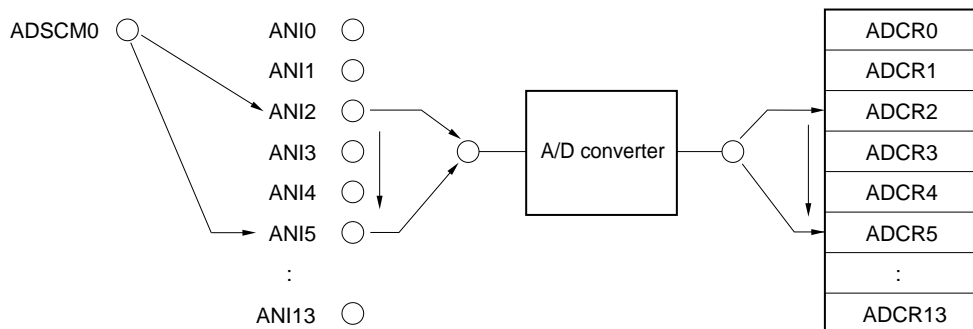 ADSCM0
ANI0
ANI1
ANI2
ANI3
ANI4
ANI5
:
ANI13
A/D converter
ADCR0
ADCR1
ADCR2
ADCR3
ADCR4
ADCR5
:
ADCR13